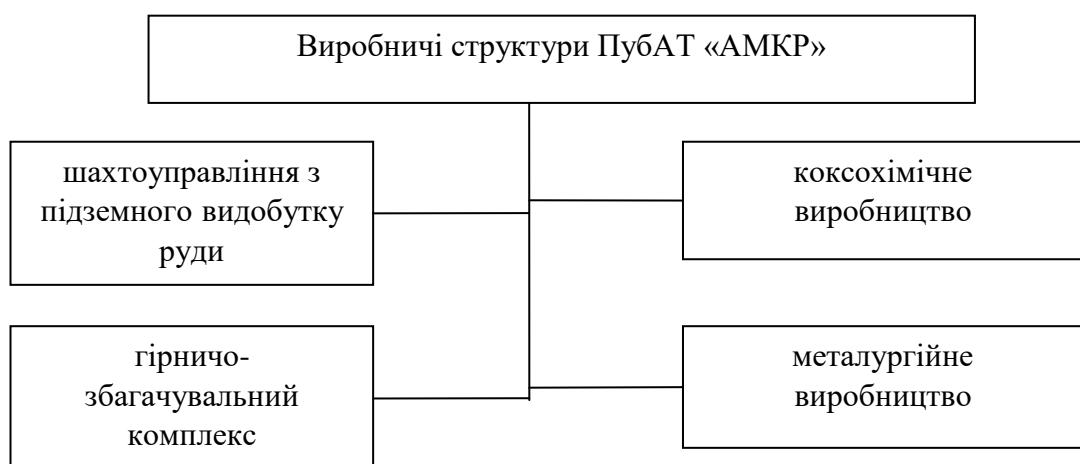 Виробничі структури ПубАТ «АМКР»
шахтоуправління з
підземного видобутку
руди
коксохімічне
виробництво
гірничо-
збагачувальний
комплекс
металургійне
виробництво